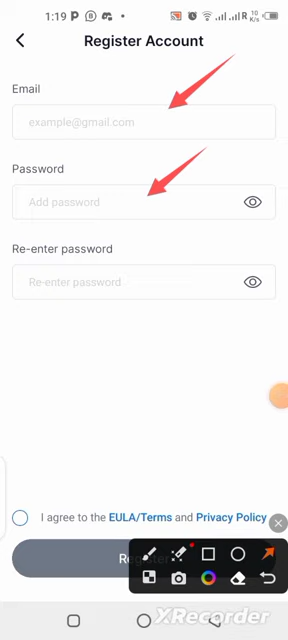 1:19
10
K/s
Register Account
Email
example@gmail.com
Password
Add password
Re-enter password
Re-enter password
I agree to the EULA/Terms and Privacy Policy
XRecorder